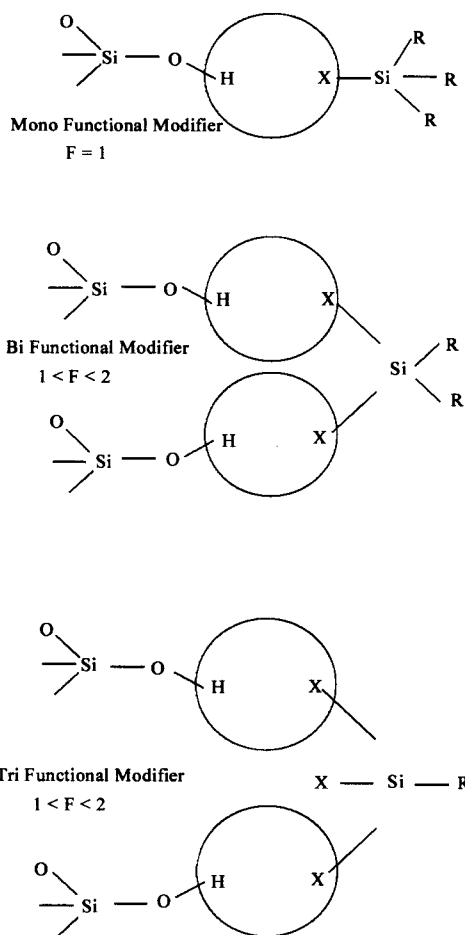 O
R
Si
O
H
X
Si
R
R
Mono Functional Modifier
F = 1
O
Si
O
H
X
R
Bi Functional Modifier
Si
1 < F < 2
R
O
Si
O
H
X
O
Si
O
H
X
Tri Functional Modifier
X
Si
R
1 < F < 2
O
Si
O
H
X